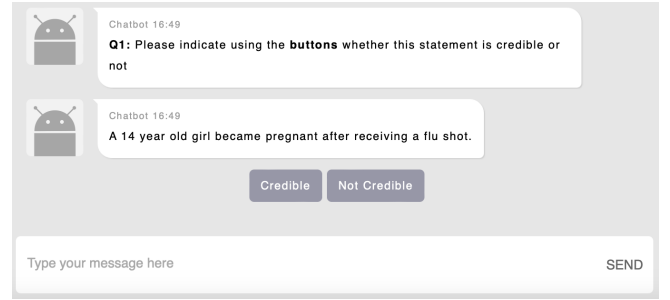 Chatbot 16:49
Q1: Please indicate using the buttons whether this statement is credible or
not
Chatbot 16:49
A 14 year old girl became pregnant after receiving a flu shot.
Credible
Not Credible
Type your message here
SEND